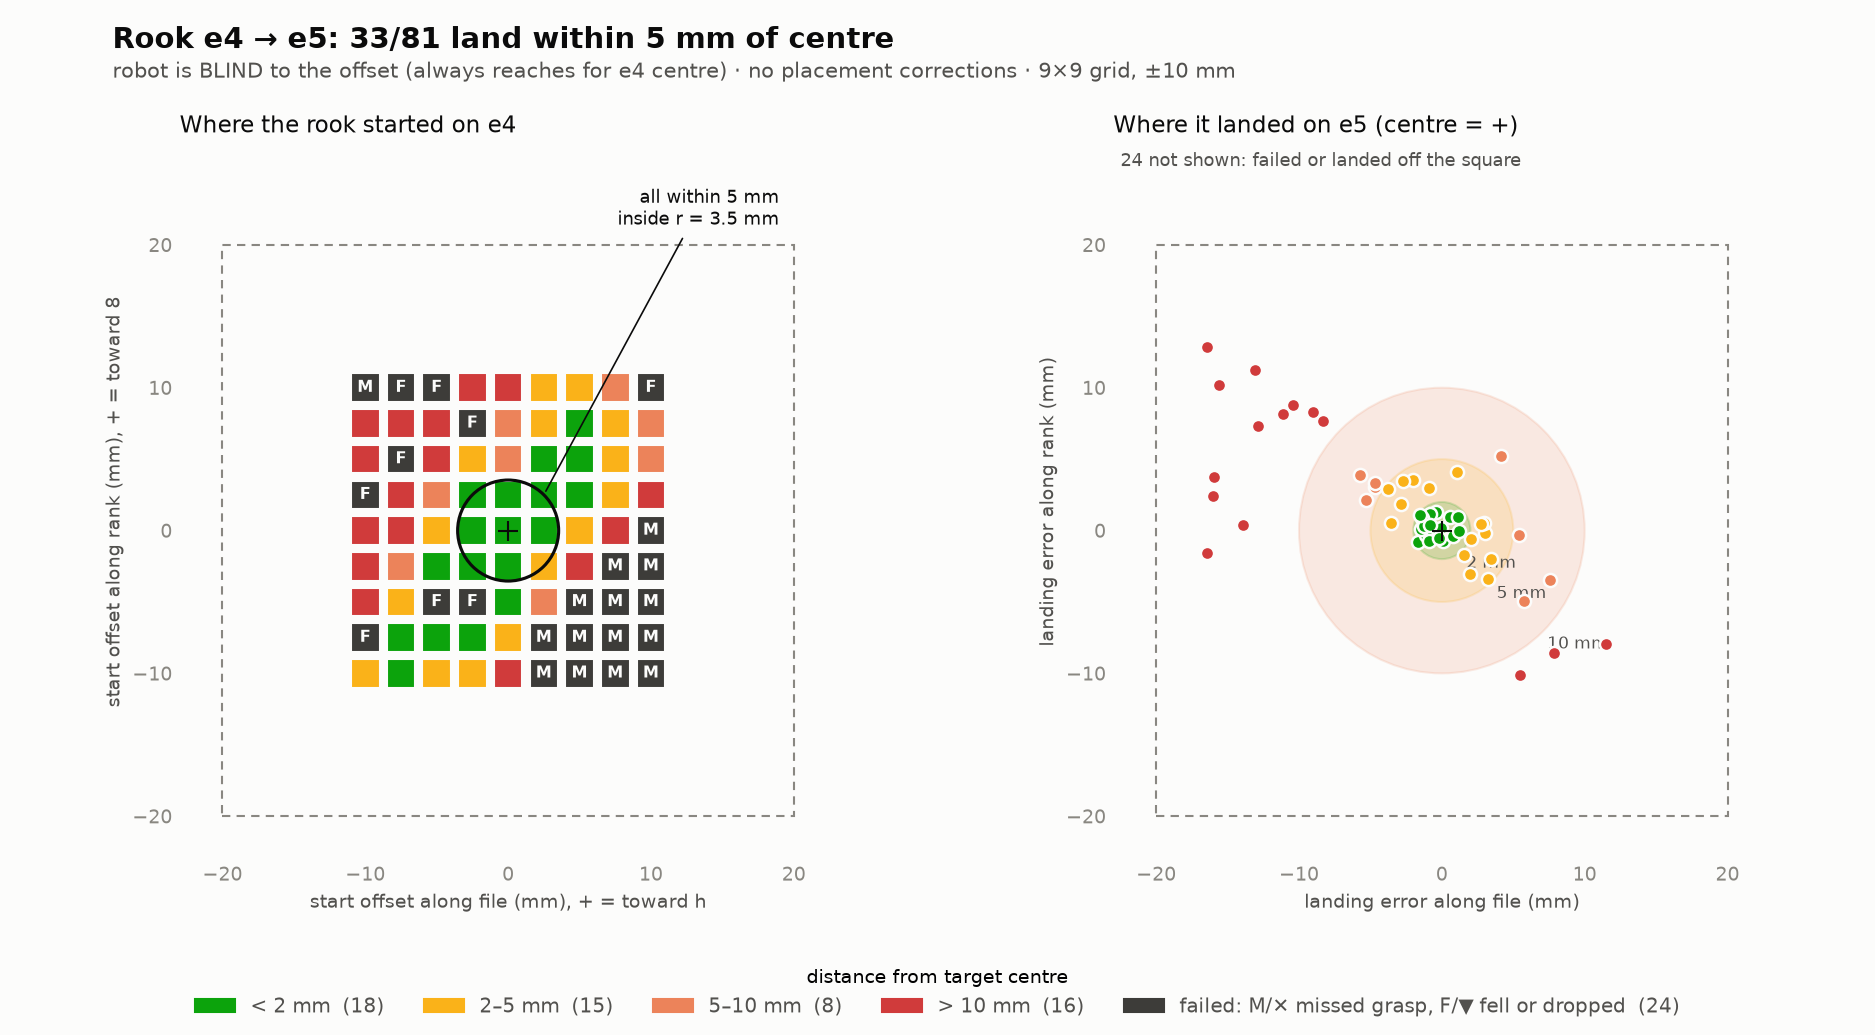 Rook e4 → e5: 33/81 land within 5 mm of centre
robot is BLIND to the offset (always reaches for e4 centre) · no placement corrections · 9×9 grid, ±10 mm
Where the rook started on e4
all within 5 mm
inside r = 3.5 mm
20
10
0
−10
−20
start offset along rank (mm), + = toward 8
M F F F
F
F
F
M
M M
F F M M M
F M M M M
M M M M
−20 −10 0 10 20
start offset along file (mm), + = toward h
Where it landed on e5 (centre = +)
24 not shown: failed or landed off the square
20
10
0
−10
−20
landing error along rank (mm)
2 mm
5 mm
10 mm
−20 −10 0 10 20
landing error along file (mm)
distance from target centre
< 2 mm (18) 2–5 mm (15) 5–10 mm (8) > 10 mm (16) failed: M/✕ missed grasp, F/▼ fell or dropped (24)